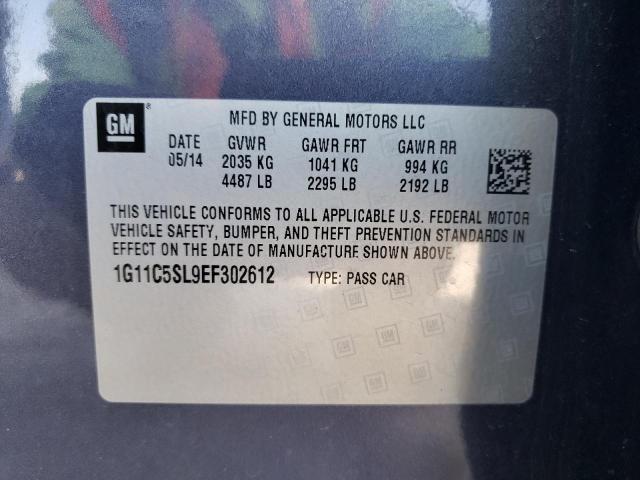 GM
MFD BY GENERAL MOTORS LLC
DATE GVWR GAWR FRT GAWR RR
05/14 2035 KG 1041 KG 994 KG
4487 LB 2295 LB 2192 LB
THIS VEHICLE CONFORMS TO ALL APPLICABLE U.S. FEDERAL MOTOR
VEHICLE SAFETY, BUMPER, AND THEFT PREVENTION STANDARDS IN
EFFECT ON THE DATE OF MANUFACTURE SHOWN ABOVE.
1G11C5SL9EF302612 TYPE: PASS CAR